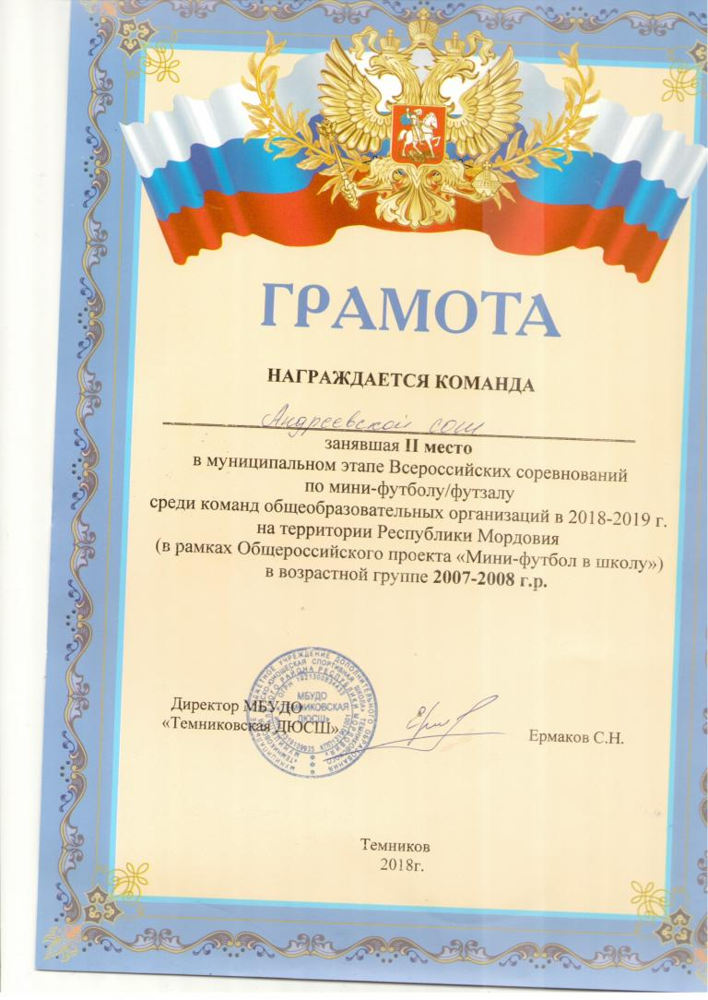 ГРАМОТА
НАГРАЖДАЕТСЯ КОМАНДА
Андреевской сош
занявшая II место
в муниципальном этапе Всероссийских соревнований
по мини-футболу/футзалу
среди команд общеобразовательных организаций в 2018-2019 г.
на территории Республики Мордовия
(в рамках Общероссийского проекта «Мини-футбол в школу»)
в возрастной группе 2007-2008 г.р.
Директор МБУДО
«Темниковская ДЮСШ»
МБУДО
ДЮСШ»
Ермаков С.Н.
Темников
2018г.